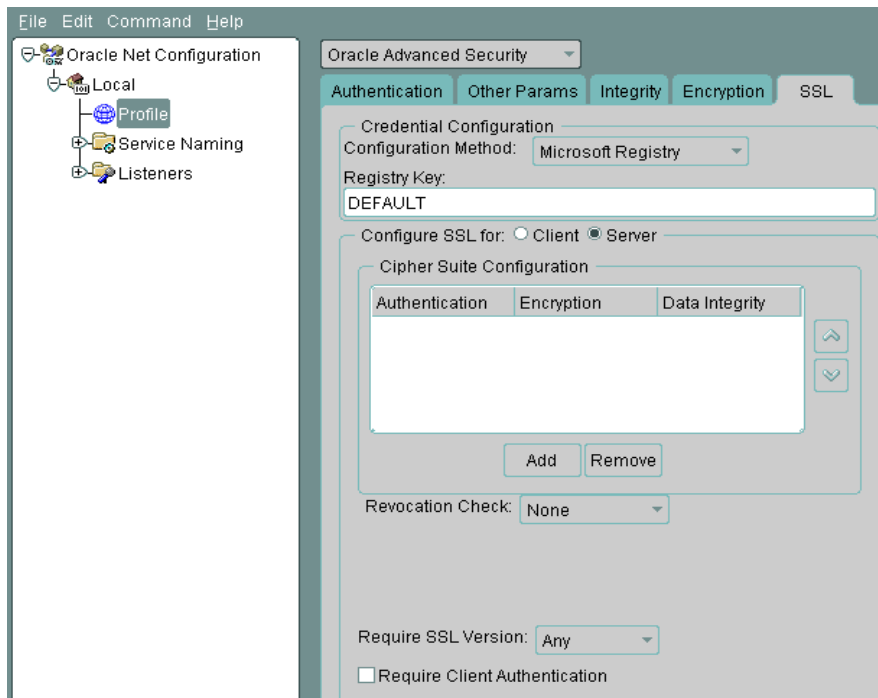 File Edit Command Help
Oracle Net Configuration
Local
Profile
Service Naming
Listeners
Oracle Advanced Security
Authentication Other Params Integrity Encryption SSL
Credential Configuration
Configuration Method: Microsoft Registry
Registry Key:
DEFAULT
Configure SSL for: Client Server
Cipher Suite Configuration
Authentication Encryption Data Integrity
Add Remove
Revocation Check: None
Require SSL Version: Any
Require Client Authentication